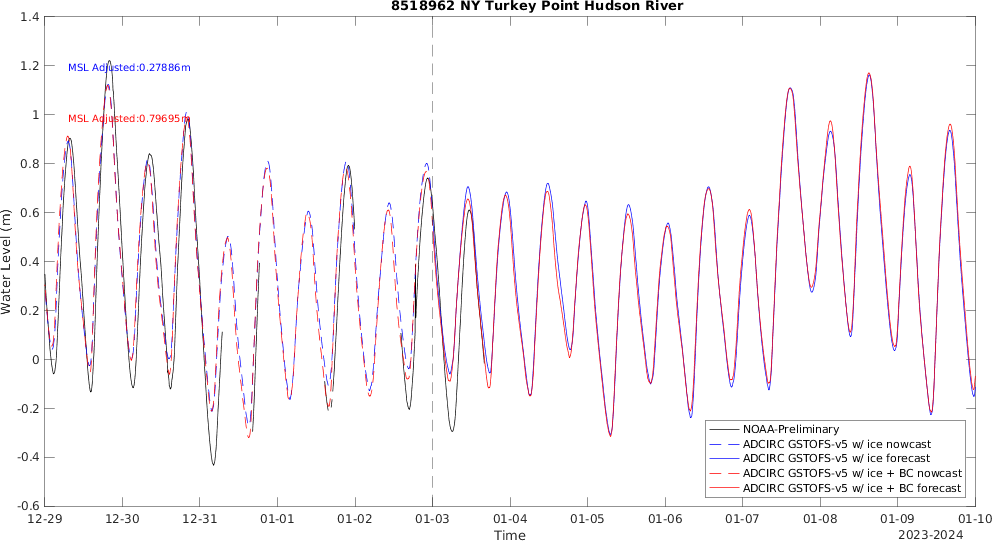 8518962 NY Turkey Point Hudson River
1.4
1.2
1
0.8
0.6
0.4
0.2
0
-0.2
-0.4
-0.6
Water Level (m)
MSL Adjusted:0.27886m
MSL Adjusted:0.79695m
NOAA-Preliminary
ADCIRC GSTOFS-v5 w/ ice nowcast
ADCIRC GSTOFS-v5 w/ ice forecast
ADCIRC GSTOFS-v5 w/ ice + BC nowcast
ADCIRC GSTOFS-v5 w/ ice + BC forecast
12-29 12-30 12-31 01-01 01-02 01-03 01-04 01-05 01-06 01-07 01-08 01-09 01-10
Time
2023-2024